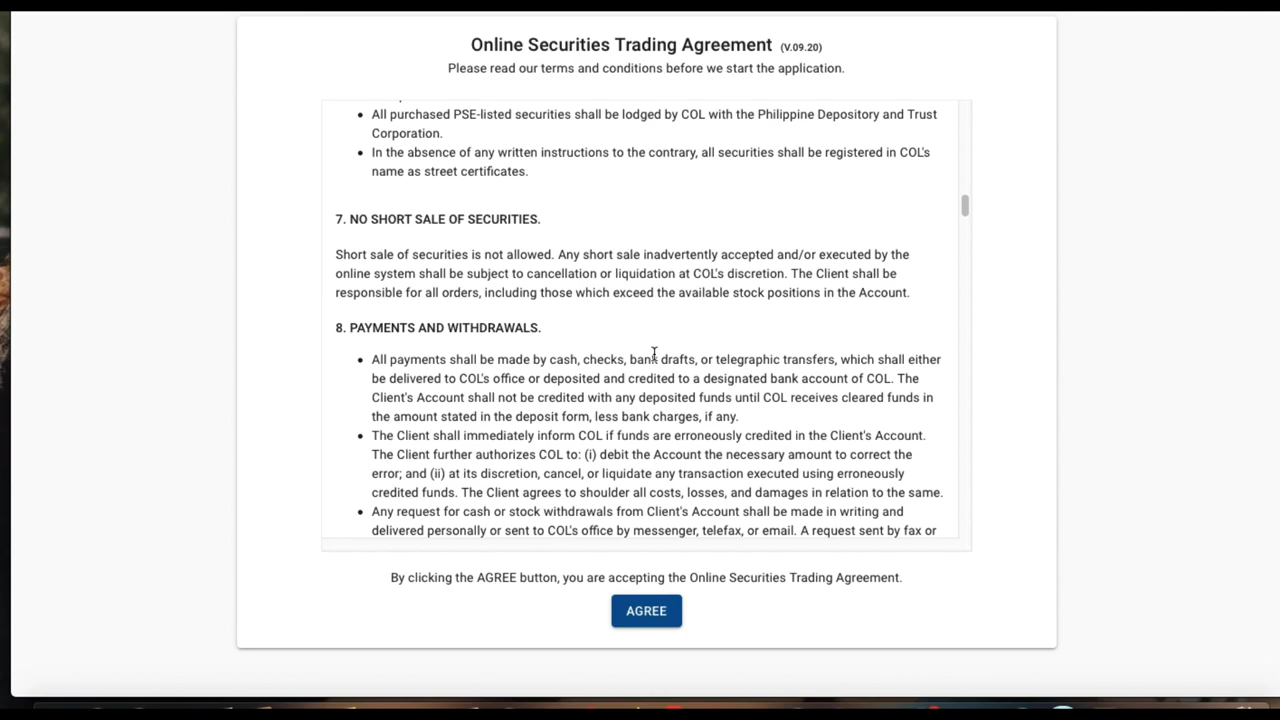 Online Securities Trading Agreement (V.09.20)
Please read our terms and conditions before we start the application.
All purchased PSE-listed securities shall be lodged by COL with the Philippine Depository and Trust
Corporation.
In the absence of any written instructions to the contrary, all securities shall be registered in COL's
name as street certificates.
7. NO SHORT SALE OF SECURITIES.
Short sale of securities is not allowed. Any short sale inadvertently accepted and/or executed by the
online system shall be subject to cancellation or liquidation at COL's discretion. The Client shall be
responsible for all orders, including those which exceed the available stock positions in the Account.
8. PAYMENTS AND WITHDRAWALS.
All payments shall be made by cash, checks, bank drafts, or telegraphic transfers, which shall either
be delivered to COL's office or deposited and credited to a designated bank account of COL. The
Client's Account shall not be credited with any deposited funds until COL receives cleared funds in
the amount stated in the deposit form, less bank charges, if any.
The Client shall immediately inform COL if funds are erroneously credited in the Client's Account.
The Client further authorizes COL to: (i) debit the Account the necessary amount to correct the
error; and (ii) at its discretion, cancel, or liquidate any transaction executed using erroneously
credited funds. The Client agrees to shoulder all costs, losses, and damages in relation to the same.
Any request for cash or stock withdrawals from Client's Account shall be made in writing and
delivered personally or sent to COL's office by messenger, telefax, or email. A request sent by fax or
By clicking the AGREE button, you are accepting the Online Securities Trading Agreement.
AGREE